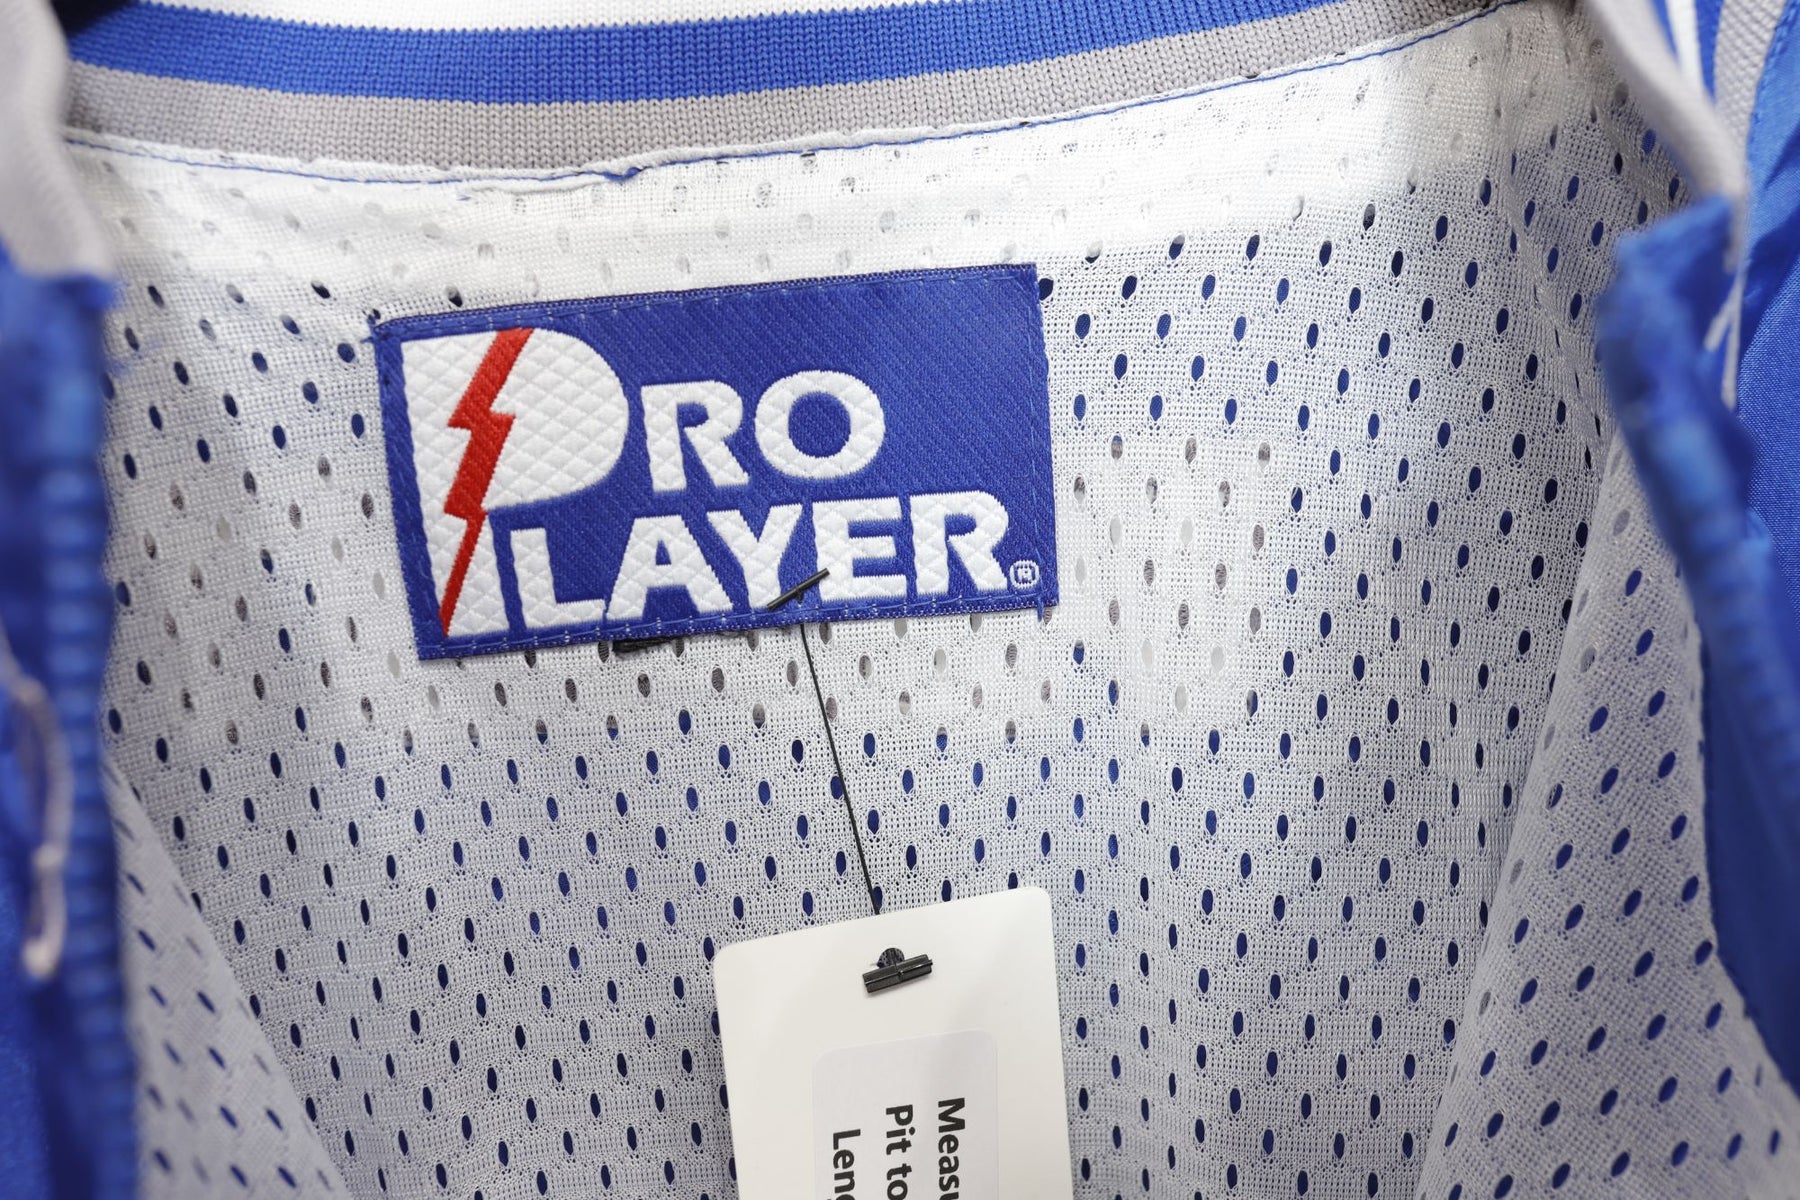 PRO
PLAYER®
Measu
Pit to
Leng